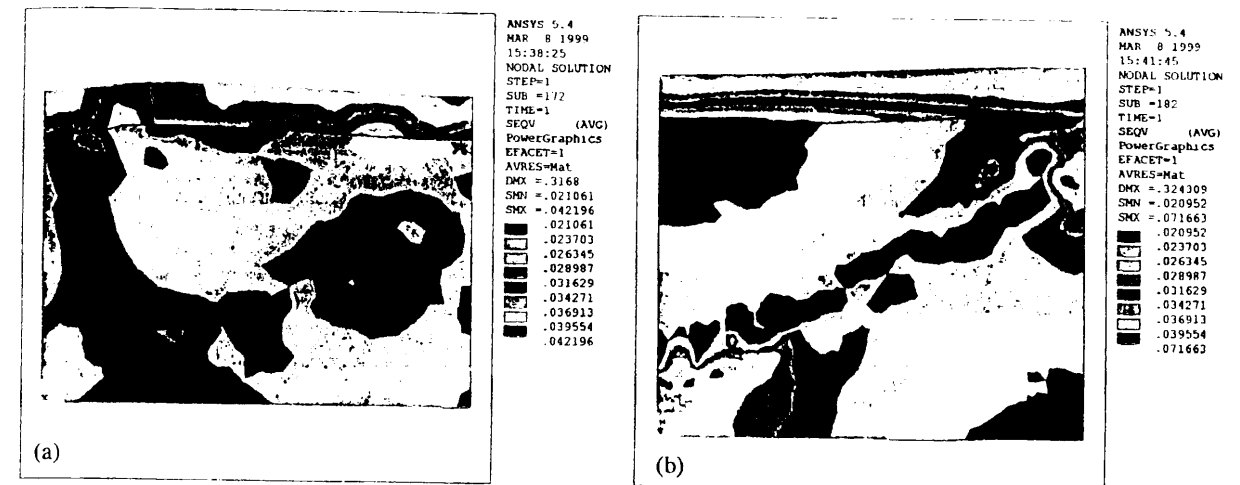 ANSYS 5.4
MAR 8 1999
15:38:25
NODAL SOLUTION
STEP=1
SUB =172
TIME=1
SEQV (AVG)
PowerGraphics
EFACET=1
AVRES=Mat
DMX =.3168
SMN =.021061
SMX =.042196
.021061
.023703
.026345
.028987
.031629
.034271
.036913
.039554
.042196
(a)
ANSYS 5.4
MAR 8 1999
15:41:45
NODAL SOLUTION
STEP=1
SUB =182
TIME=1
SEQV (AVG)
PowerGraphics
EFACET=1
AVRES=Mat
DMX =.324309
SMN =.020952
SMX =.071663
.020952
.023703
.026345
.028987
.031629
.034271
.036913
.039554
.071663
(b)